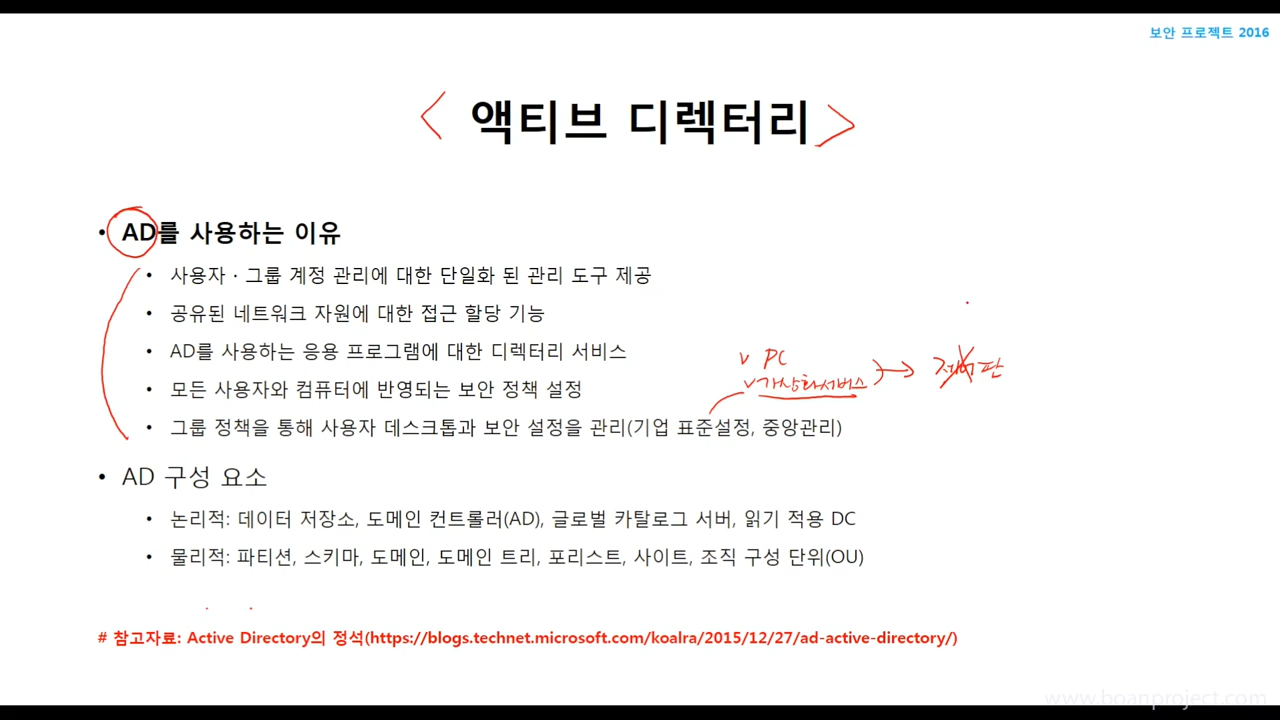 보안 프로젝트 2016
< 액티브 디렉터리 >
• AD를 사용하는 이유
• 사용자 · 그룹 계정 관리에 대한 단일화 된 관리 도구 제공
• 공유된 네트워크 자원에 대한 접근 할당 기능
• AD를 사용하는 응용 프로그램에 대한 디렉터리 서비스
v PC
• 모든 사용자와 컴퓨터에 반영되는 보안 정책 설정
v 가상화서비스
• 그룹 정책을 통해 사용자 데스크톱과 보안 설정을 관리(기업 표준설정, 중앙관리)
• AD 구성 요소
• 논리적: 데이터 저장소, 도메인 컨트롤러(AD), 글로벌 카탈로그 서버, 읽기 적용 DC
• 물리적: 파티션, 스키마, 도메인, 도메인 트리, 포리스트, 사이트, 조직 구성 단위(OU)
# 참고자료: Active Directory의 정석(https://blogs.technet.microsoft.com/koalra/2015/12/27/ad-active-directory/)
www.boanproject.com